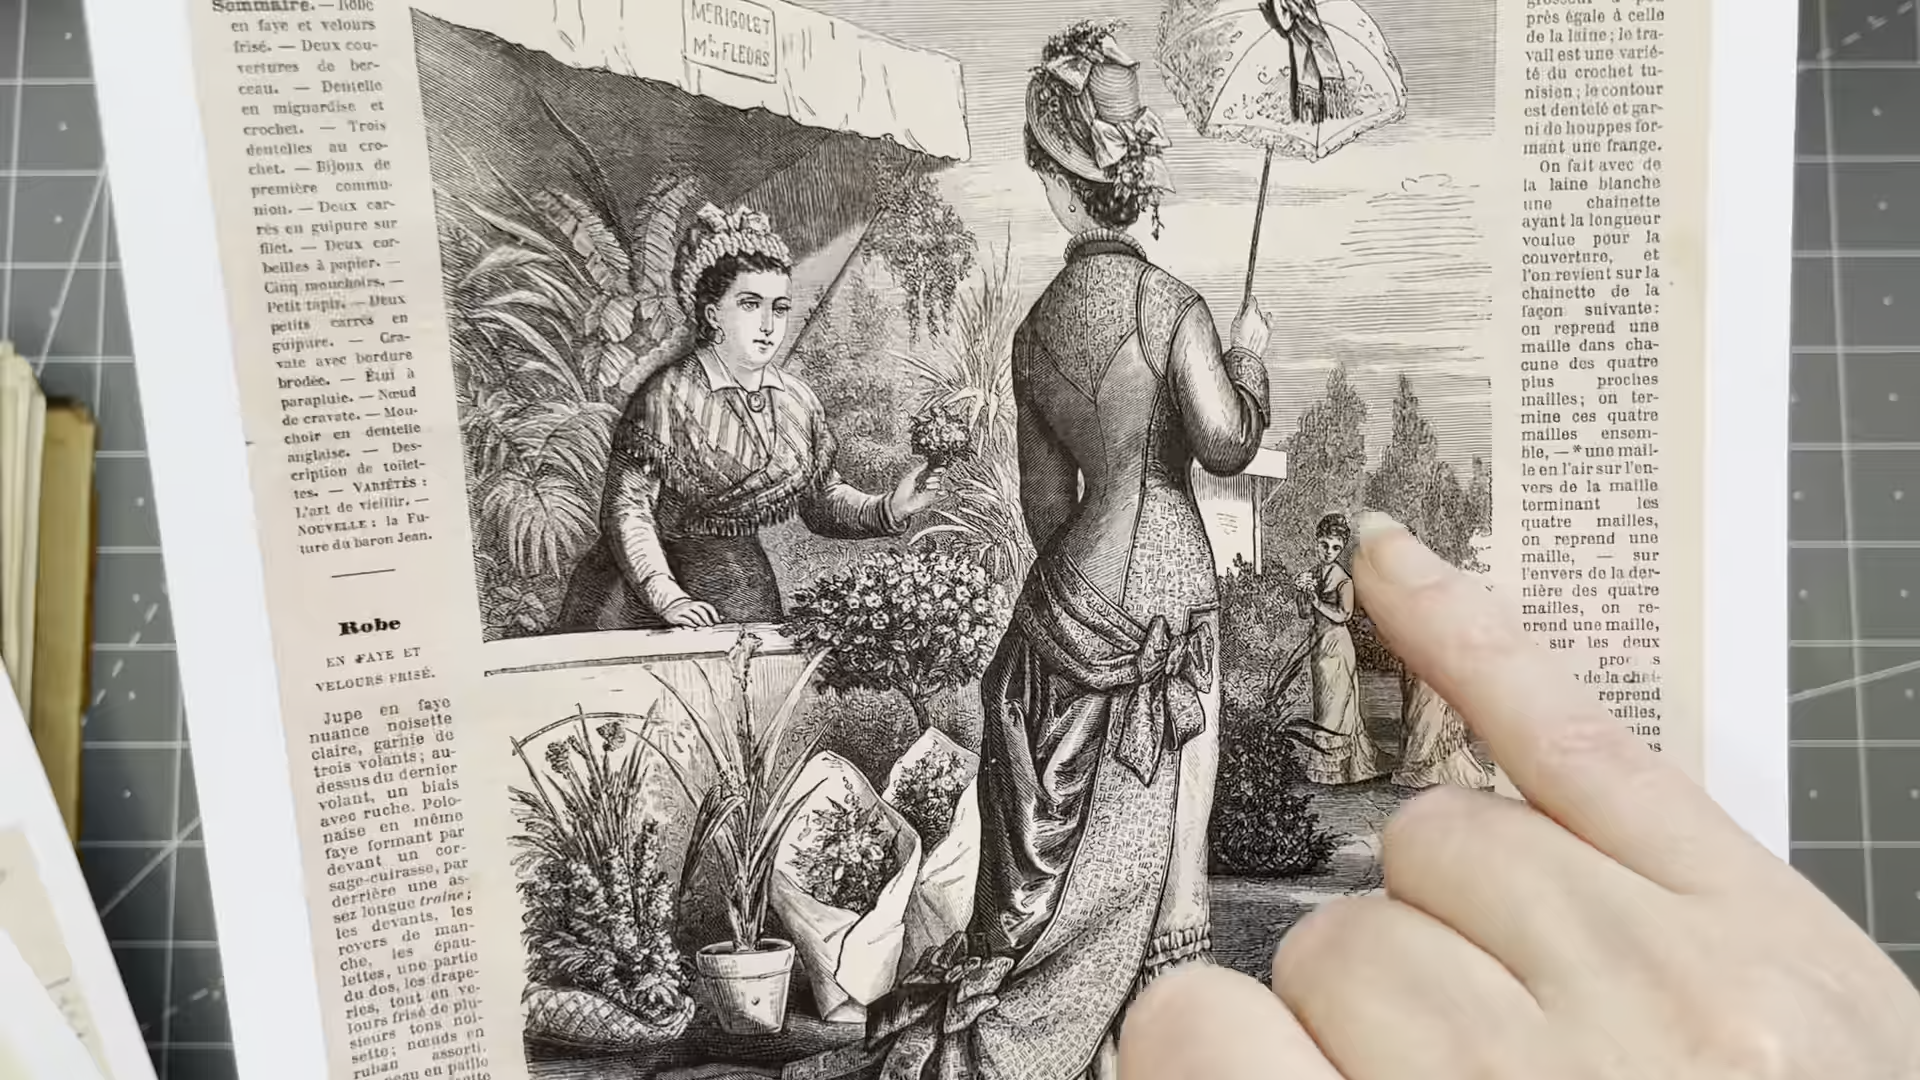 Sommaire. — Robe
en faye et velours
frisé. — Deux cou-
vertures de ber-
ceau. — Dentelle
en mignardise et
crochet. — Trois
dentelles au cro-
chet. — Bijoux de
première commu-
nion. — Deux car-
rés en guipure sur
filet. — Deux cor-
beilles à papier. —
Cinq mouchoirs. —
Petit tapis. — Deux
petits carrés en
guipure. — Cra-
vate avec bordure
brodée. — Étui à
parapluie. — Nœud
de cravate. — Mou-
choir en dentelle
anglaise. — Des-
cription de toilet-
tes. — VARIÉTÉS :
L'art de vieillir. —
NOUVELLE : la Fu-
ture du baron Jean.
Robe
EN FAYE ET
VELOURS FRISÉ.
Jupe en faye
nuance noisette
claire, garnie de
trois volants ; au-
dessus du dernier
volant, un biais
avec ruche. Polo-
naise en même
faye formant par
devant un cor-
sage-cuirasse, par
derrière une as-
sez longue traîne ;
les devants, les
revers de man-
che, les épau-
lettes, une partie
du dos, les drape-
ries, tout en ve-
lours frisé de plu-
sieurs tons noi-
sette ; nœuds en
ruban assorti.
en paille
RIGOLET
FLEURS
près égale à celle
de la laine ; le tra-
vail est une varié-
té du crochet tu-
nisien ; le contour
est dentelé et gar-
ni de houppes for-
mant une frange.
On fait avec de
la laine blanche
une chaînette
ayant la longueur
voulue pour la
couverture, et
l'on revient sur la
chaînette de la
façon suivante :
on reprend une
maille dans cha-
cune des quatre
plus proches
mailles ; on ter-
mine ces quatre
mailles ensem-
ble, — * une mail-
le en l'air sur l'en-
vers de la maille
terminant les
quatre mailles,
on reprend une
maille, — sur
l'envers de la der-
nière des quatre
mailles, on re-
prend une maille,
sur les deux
de la chaî-
reprend
mailles,